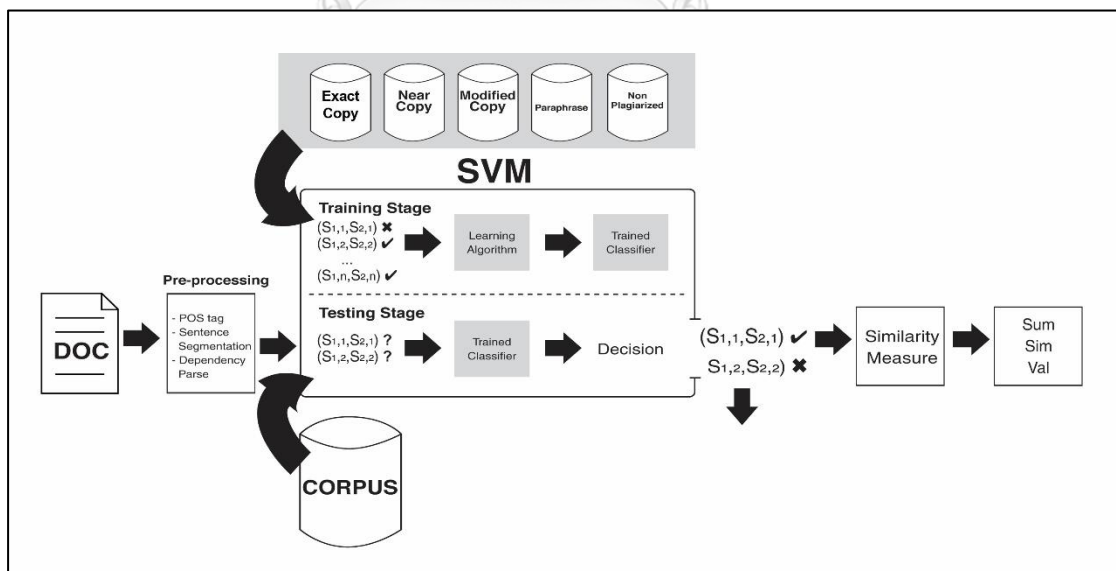 Exact
Copy
Near
Copy
Modified
Copy
Paraphrase
Non
Plagiarized
SVM
Training Stage
(S1,1,S2,1) ✖
(S1,2,S2,2) ✔
...
(S1,n,S2,n) ✔
Learning
Algorithm
Trained
Classifier
Pre-processing
- POS tag
- Sentence
Segmentation
- Dependency
Parse
DOC
Testing Stage
(S1,1,S2,1) ?
(S1,2,S2,2) ?
Trained
Classifier
Decision
(S1,1,S2,1) ✔
S1,2,S2,2) ✖
Similarity
Measure
Sum
Sim
Val
CORPUS